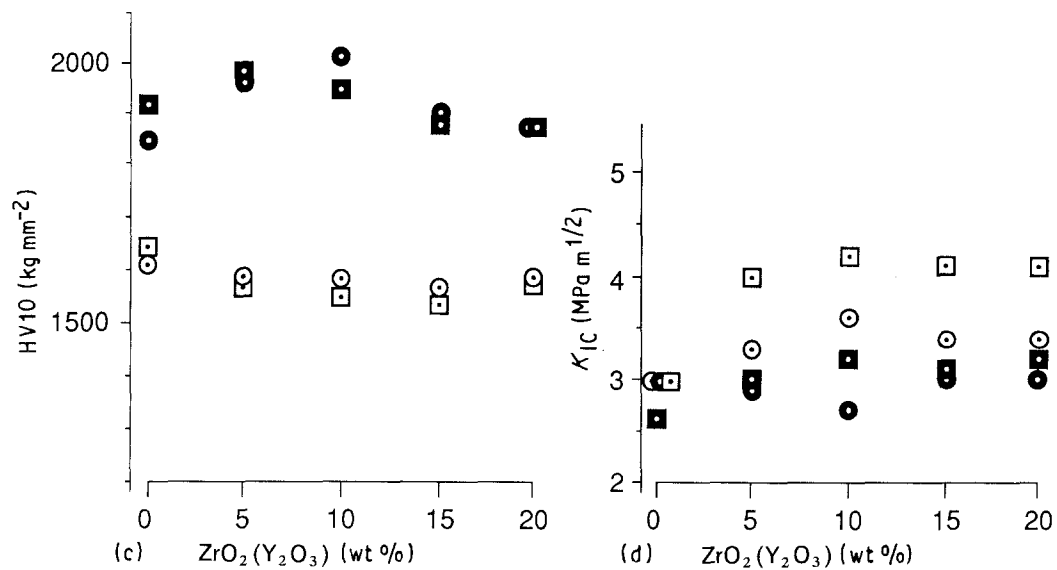 2000
1500
HV10 (kg mm⁻²)
0 5 10 15 20
(c) ZrO₂(Y₂O₃) (wt %)
5
4
3
2
K_IC (MPa m^1/2)
0 5 10 15 20
(d) ZrO₂(Y₂O₃) (wt %)